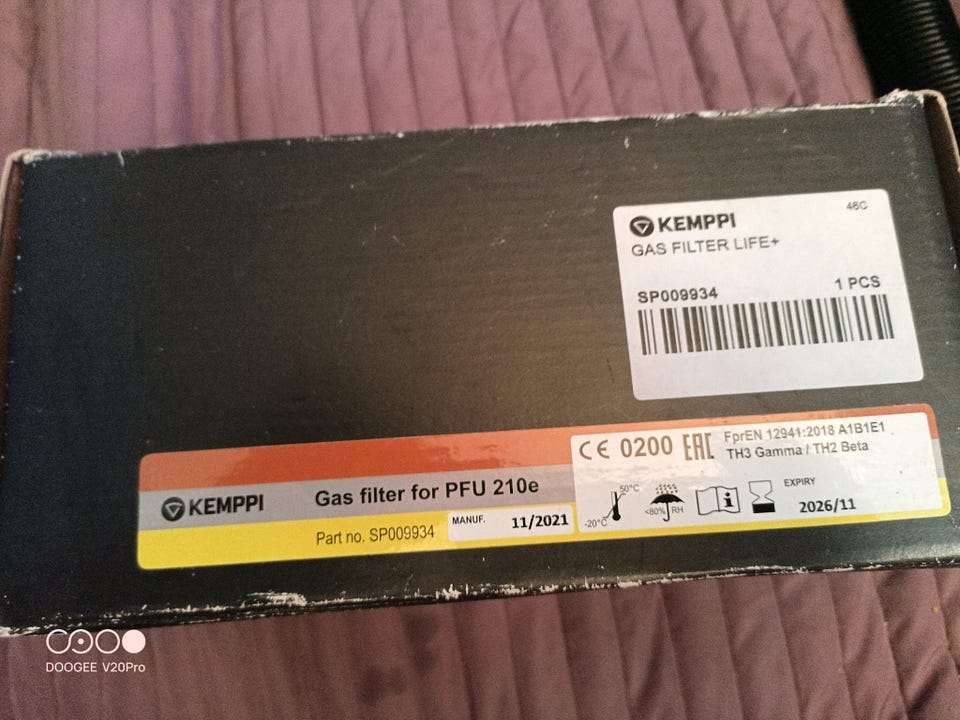 KEMPPI
48C
GAS FILTER LIFE+
SP009934
1 PCS
CE 0200 EAC
FprEN 12941:2018 A1B1E1
TH3 Gamma / TH2 Beta
KEMPPI
Gas filter for PFU 210e
Part no. SP009934
MANUF.
11/2021
50°C
-20°C
<80% RH
i
EXPIRY
2026/11
DOOGEE V20Pro